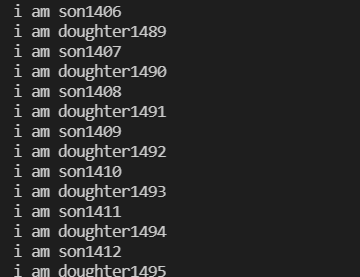 i am son1406
i am doughter1489
i am son1407
i am doughter1490
i am son1408
i am doughter1491
i am son1409
i am doughter1492
i am son1410
i am doughter1493
i am son1411
i am doughter1494
i am son1412
i am doughter1495